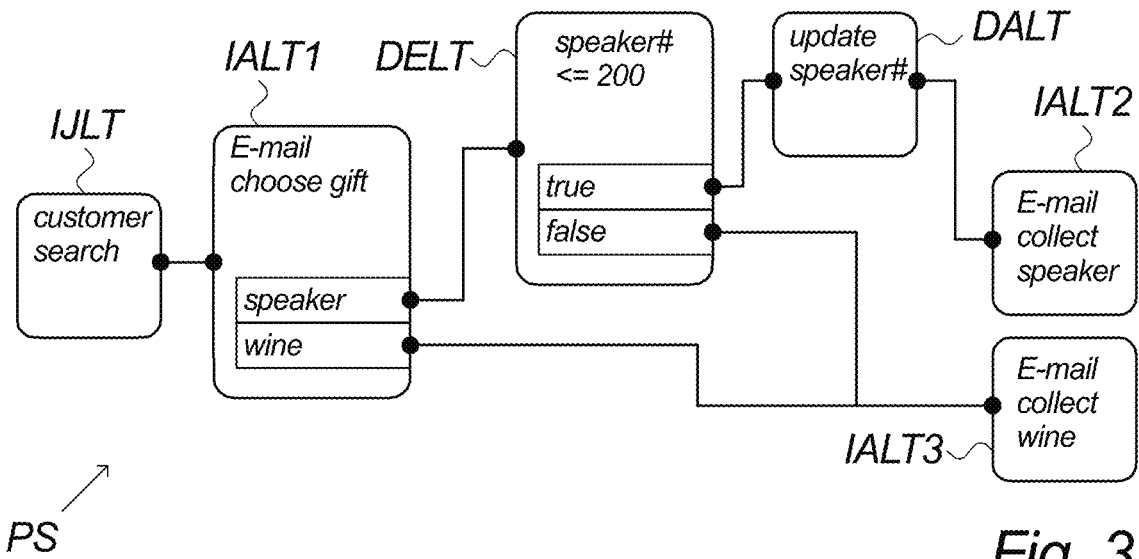 IJLT
customer
search
IALT1
E-mail
choose gift
speaker
wine
DELT
speaker#
<= 200
true
false
update
speaker#
DALT
IALT2
E-mail
collect
speaker
E-mail
collect
wine
IALT3
PS
Fig. 3